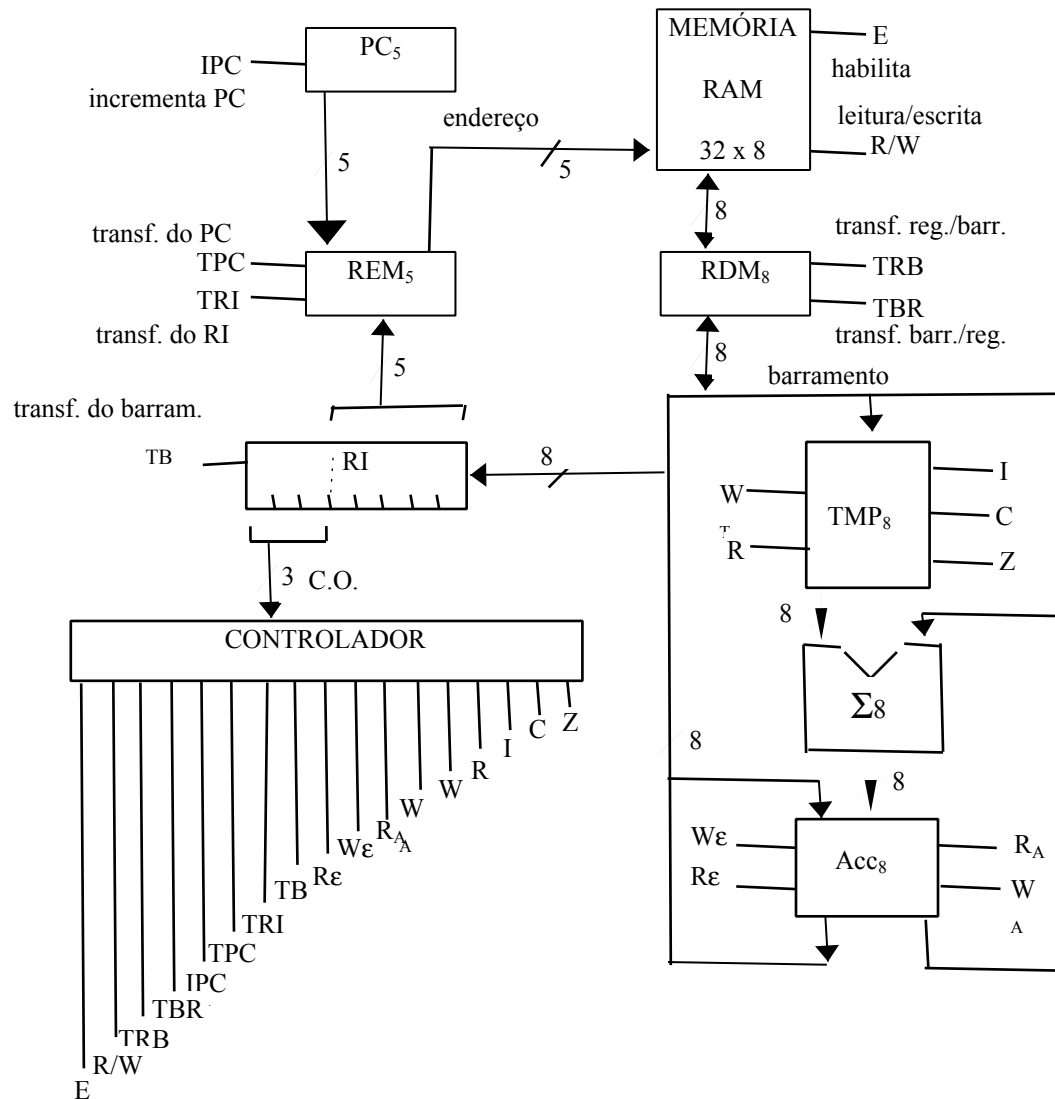 PC5
IPC
incrementa PC
5
MEMÓRIA
RAM
32 x 8
E
habilita
leitura/escrita
R/W
endereço
5
8
transf. do PC
TPC
TRI
transf. do RI
REM5
5
RDM8
transf. reg./barr.
TRB
TBR
transf. barr./reg.
8
barramento
transf. do barram.
TB
RI
8
3 C.O.
CONTROLADOR
E
R/W
TRB
TBR
IPC
TPC
TRI
TB
Rε
Wε
RA
A
W
W
R
I
C
Z
W
T
R
TMP8
I
C
Z
8
Σ8
8
8
Wε
Rε
Acc8
RA
W
A